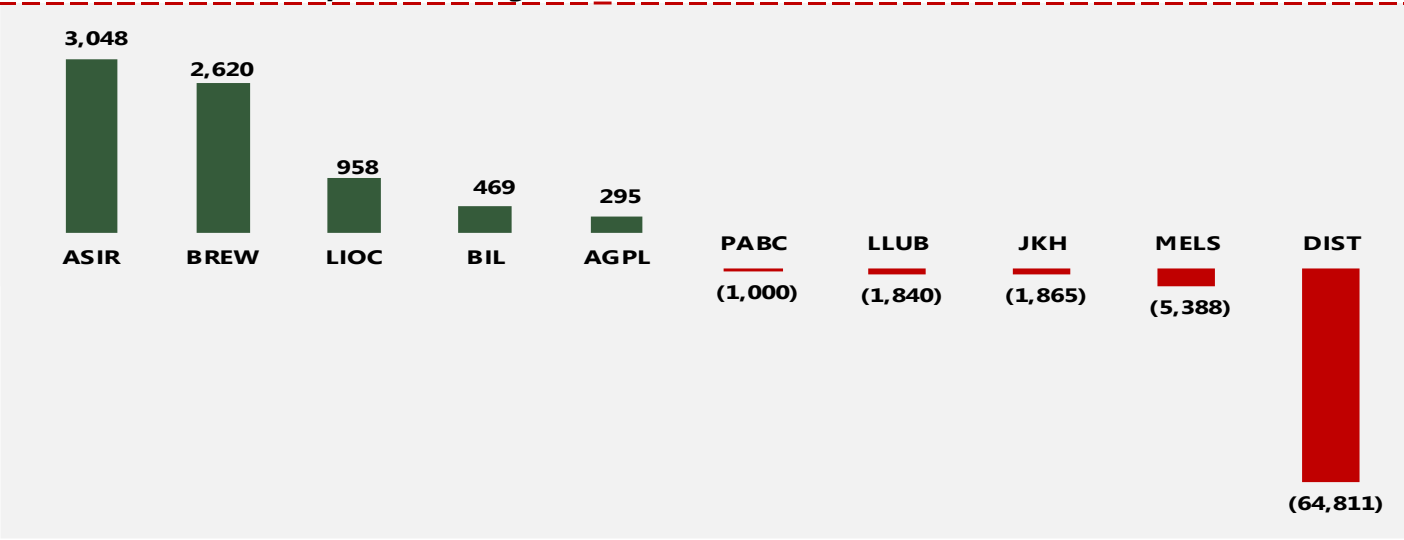 3,048
2,620
958
469
295
ASIR BREW LIOC BIL AGPL
PABC LLUB JKH MELS DIST
(1,000) (1,840) (1,865) (5,388)
(64,811)